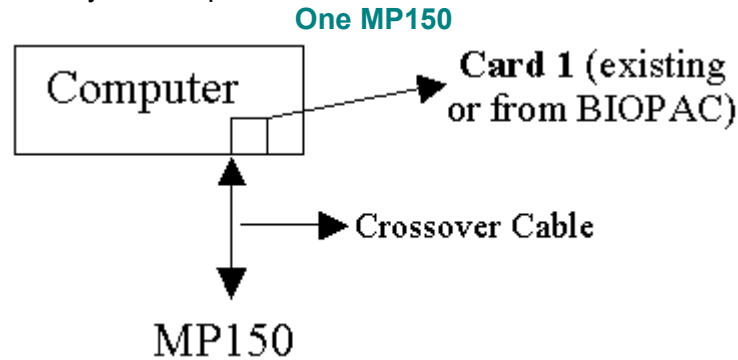 One MP150
Computer
Card 1 (existing
or from BIOPAC)
Crossover Cable
MP150